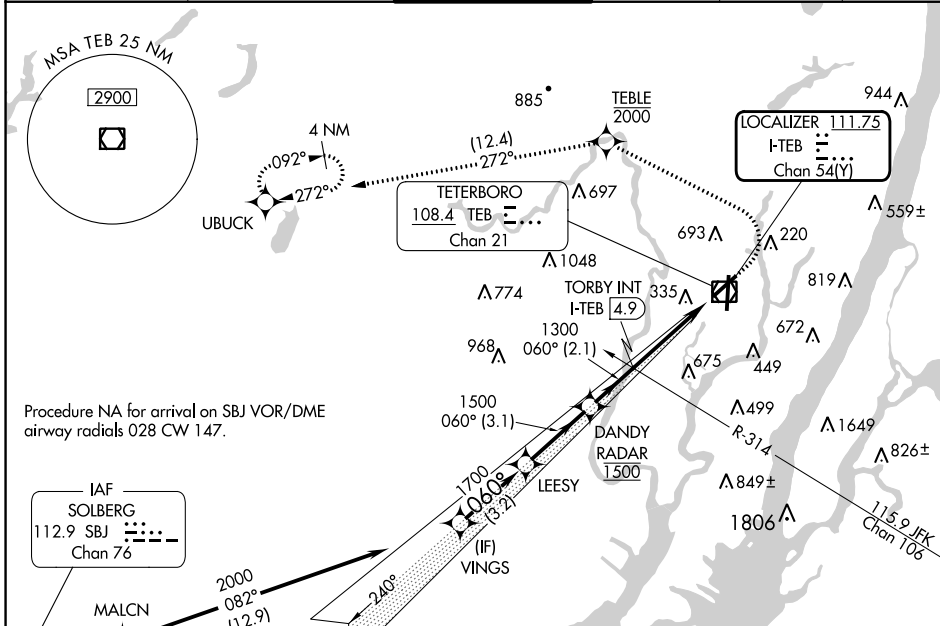 MSA TEB 25 NM
2900
885
TEBLE
2000
944
LOCALIZER 111.75
I-TEB
Chan 54(Y)
4 NM
092°
272°
UBUCK
(12.4)
272°
TETERBORO
108.4 TEB
Chan 21
697
559±
693
220
1048
TORBY INT
I-TEB 4.9
335
819
774
1300
060° (2.1)
672
968
675
449
Procedure NA for arrival on SBJ VOR/DME
airway radials 028 CW 147.
1500
060° (3.1)
499
R-314
1649
DANDY
RADAR
1500
826±
LEESY
849±
1700
060°
(3.2)
1806
115.9 JFK
Chan 106
IAF
SOLBERG
112.9 SBJ
Chan 76
(IF)
VINGS
240°
2000
082°
(12.9)
MALCN